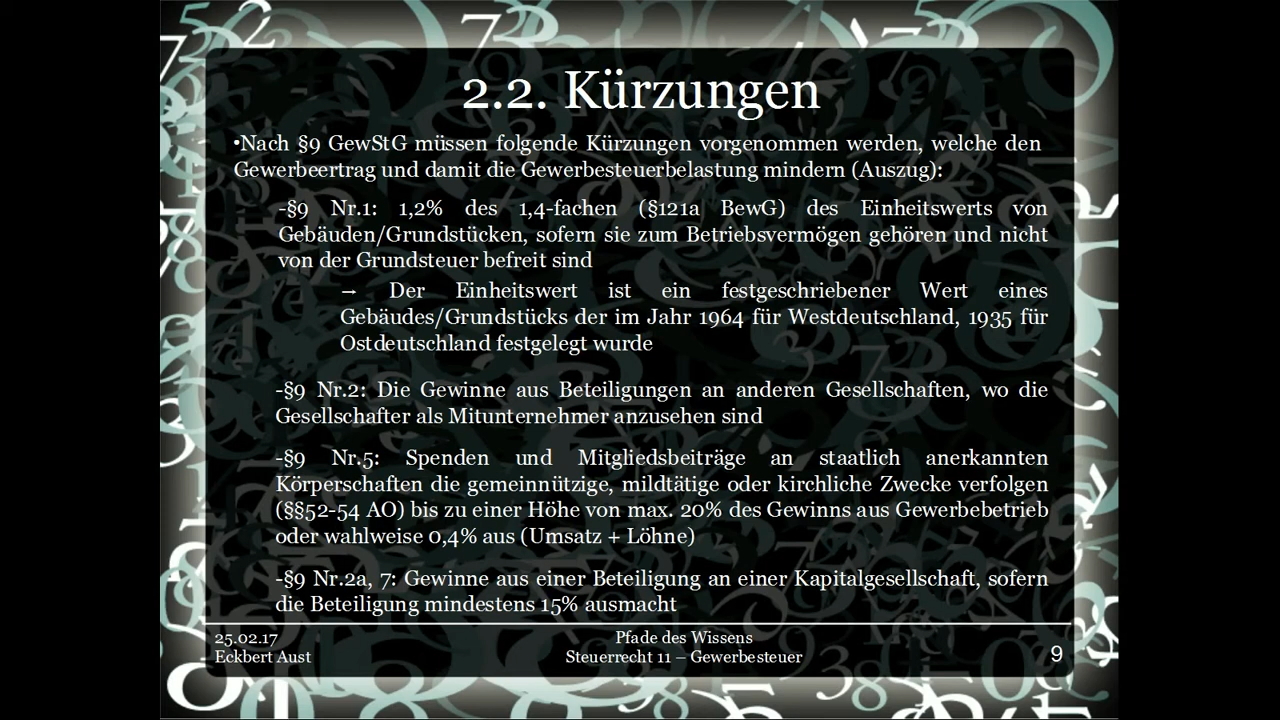 2.2. Kürzungen
•Nach §9 GewStG müssen folgende Kürzungen vorgenommen werden, welche den
Gewerbeertrag und damit die Gewerbesteuerbelastung mindern (Auszug):
-§9 Nr.1: 1,2% des 1,4-fachen (§121a BewG) des Einheitswerts von
Gebäuden/Grundstücken, sofern sie zum Betriebsvermögen gehören und nicht
von der Grundsteuer befreit sind
→ Der Einheitswert ist ein festgeschriebener Wert eines
Gebäudes/Grundstücks der im Jahr 1964 für Westdeutschland, 1935 für
Ostdeutschland festgelegt wurde
-§9 Nr.2: Die Gewinne aus Beteiligungen an anderen Gesellschaften, wo die
Gesellschafter als Mitunternehmer anzusehen sind
-§9 Nr.5: Spenden und Mitgliedsbeiträge an staatlich anerkannten
Körperschaften die gemeinnützige, mildtätige oder kirchliche Zwecke verfolgen
(§§52-54 AO) bis zu einer Höhe von max. 20% des Gewinns aus Gewerbebetrieb
oder wahlweise 0,4% aus (Umsatz + Löhne)
-§9 Nr.2a, 7: Gewinne aus einer Beteiligung an einer Kapitalgesellschaft, sofern
die Beteiligung mindestens 15% ausmacht
25.02.17
Eckbert Aust
Pfade des Wissens
Steuerrecht 11 – Gewerbesteuer
9